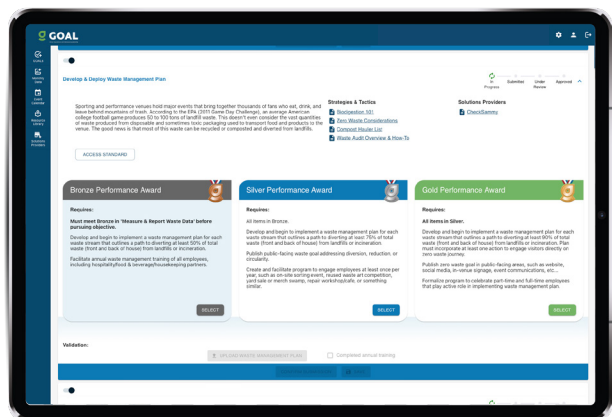 GOAL
GOALS
Monthly
Data
Event
Calendar
Resource
Library
Solutions
Providers
Develop & Deploy Waste Management Plan
In
Progress
Submitted
Under
Review
Approved
Sporting and performance venues hold major events that bring together thousands of fans who eat, drink, and
leave behind mountains of trash. According to the EPA (2011 Game Day Challenge), an average American
college football game produces 50 to 100 tons of landfill waste. This doesn't even consider the vast quantities
of waste produced from disposable and sometimes toxic packaging used to transport food and products to the
venue. The good news is that most of this waste can be recycled or composted and diverted from landfills.
ACCESS STANDARD
Strategies & Tactics
Biodigestion 101
Zero Waste Considerations
Compost Hauler List
Waste Audit Overview & How-To
Solutions Providers
CheckSammy
Bronze Performance Award
Requires:
Must meet Bronze in 'Measure & Report Waste Data' before
pursuing objective.
Develop and begin to implement a waste management plan for each
waste stream that outlines a path to diverting at least 50% of total
waste (front and back of house) from landfills or incineration.
Facilitate annual waste management training of all employees,
including hospitality/food & beverage/housekeeping partners.
SELECT
Silver Performance Award
Requires:
All items in Bronze.
Develop and begin to implement a waste management plan for each
waste stream that outlines a path to diverting at least 75% of total
waste (front and back of house) from landfills or incineration
Publish public-facing waste goal addressing diversion, reduction, or
circularity.
Create and facilitate program to engage employees at least once per
year, such as on-site sorting event, reused waste art competition,
yard sale or merch swamp, repair workshop/cafe, or something
similar.
SELECT
Gold Performance Award
Requires:
All items in Silver.
Develop and begin to implement a waste management plan for each
waste stream that outlines a path to diverting at least 90% of total
waste (front and back of house) from landfills or incineration. Plan
must incorporate at least one action to engage visitors directly on
zero waste journey.
Publish zero waste goal in public-facing areas, such as website,
social media, in-venue signage, event communications, etc...
Formalize program to celebrate part-time and full-time employees
that play active role in implementing waste management plan.
SELECT
Validation:
UPLOAD WASTE MANAGEMENT PLAN
Completed annual training